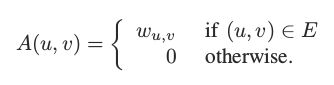 A(u, v) = { w_{u,v} if (u, v) ∈ E
0 otherwise.